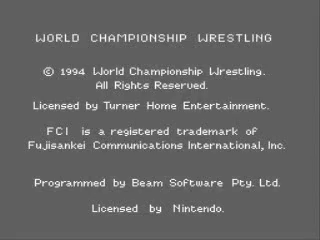 WORLD CHAMPIONSHIP WRESTLING
© 1994 World Championship Wrestling.
All Rights Reserved.
Licensed by Turner Home Entertainment.
FCI is a registered trademark of
Fujisankei Communications International, Inc.
Programmed by Beam Software Pty. Ltd.
Licensed by Nintendo.